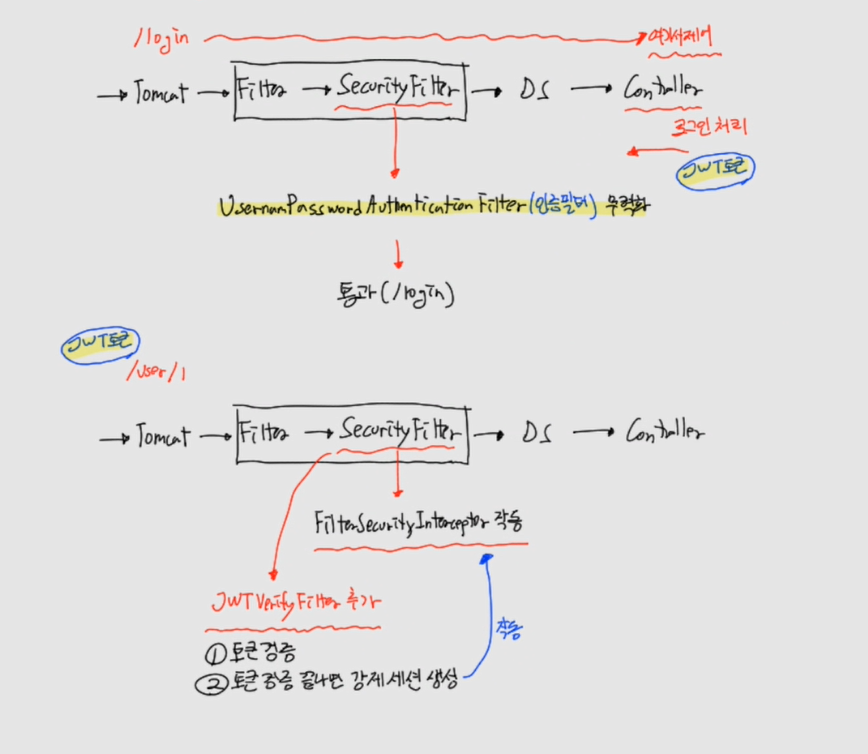 /login
여기서 제어
Tomcat
Filter
SecurityFilter
DS
Controller
로그인 처리
JWT토큰
UsernamPasswordAuthenticationFilter (인증필터) 무력화
통과 (/login)
JWT토큰
/user/1
Tomcat
Filter
SecurityFilter
DS
Controller
FilterSecurityInterceptor 작동
JWTVerifyFilter 추가
작동
① 토큰 검증
② 토큰 검증 끝나면 강제 세션 생성